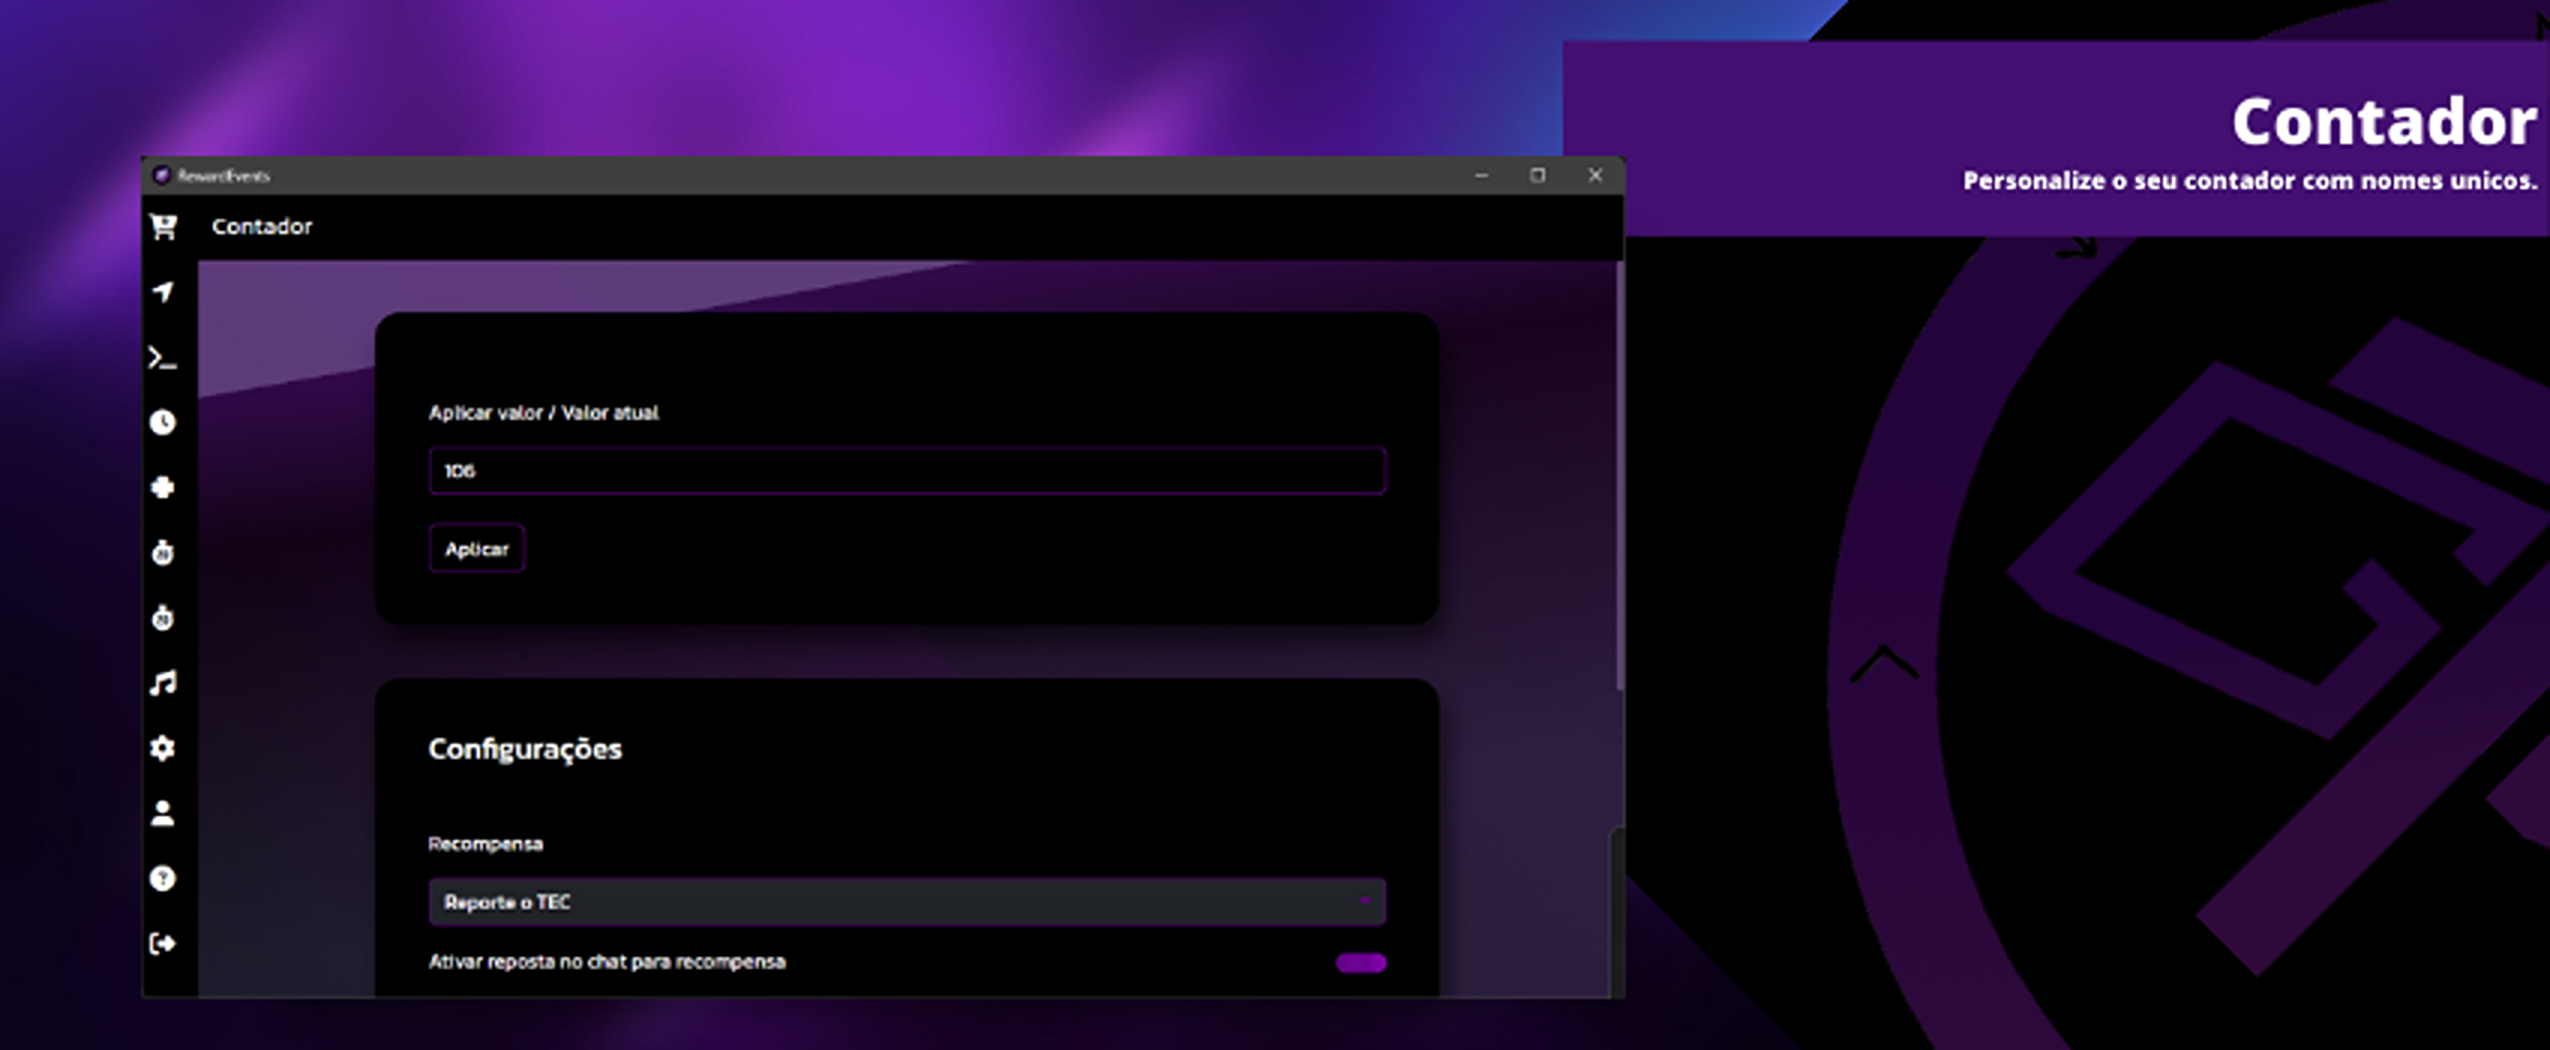 Contador
Personalize o seu contador com nomes unicos.
RewardEvents
Contador
Aplicar valor / Valor atual
106
Aplicar
Configurações
Recompensa
Reporte o TEC
Ativar reposta no chat para recompensa